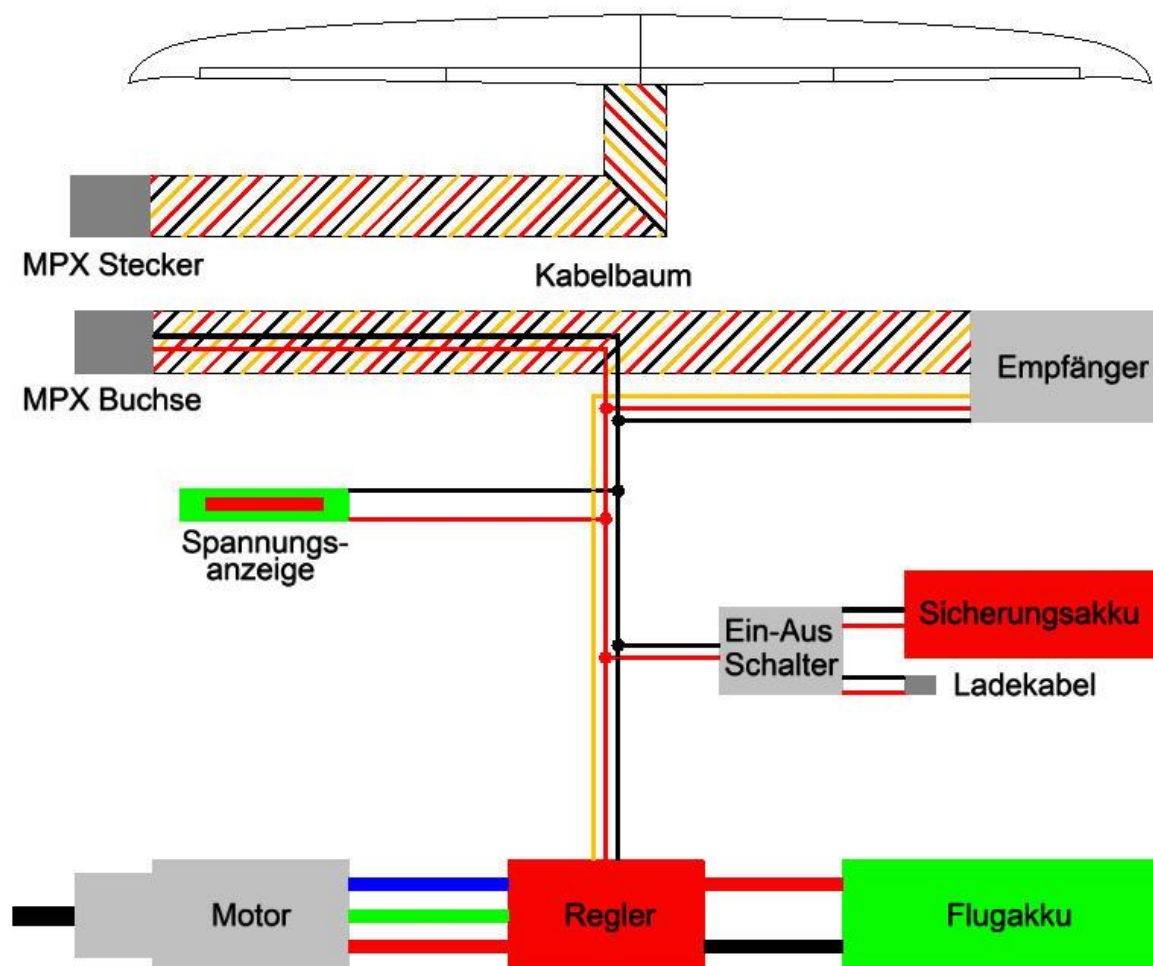 MPX Stecker
Kabelbaum
Empfänger
MPX Buchse
Spannungs-
anzeige
Ein-Aus
Schalter
Sicherungsakku
Ladekabel
Motor
Regler
Flugakku